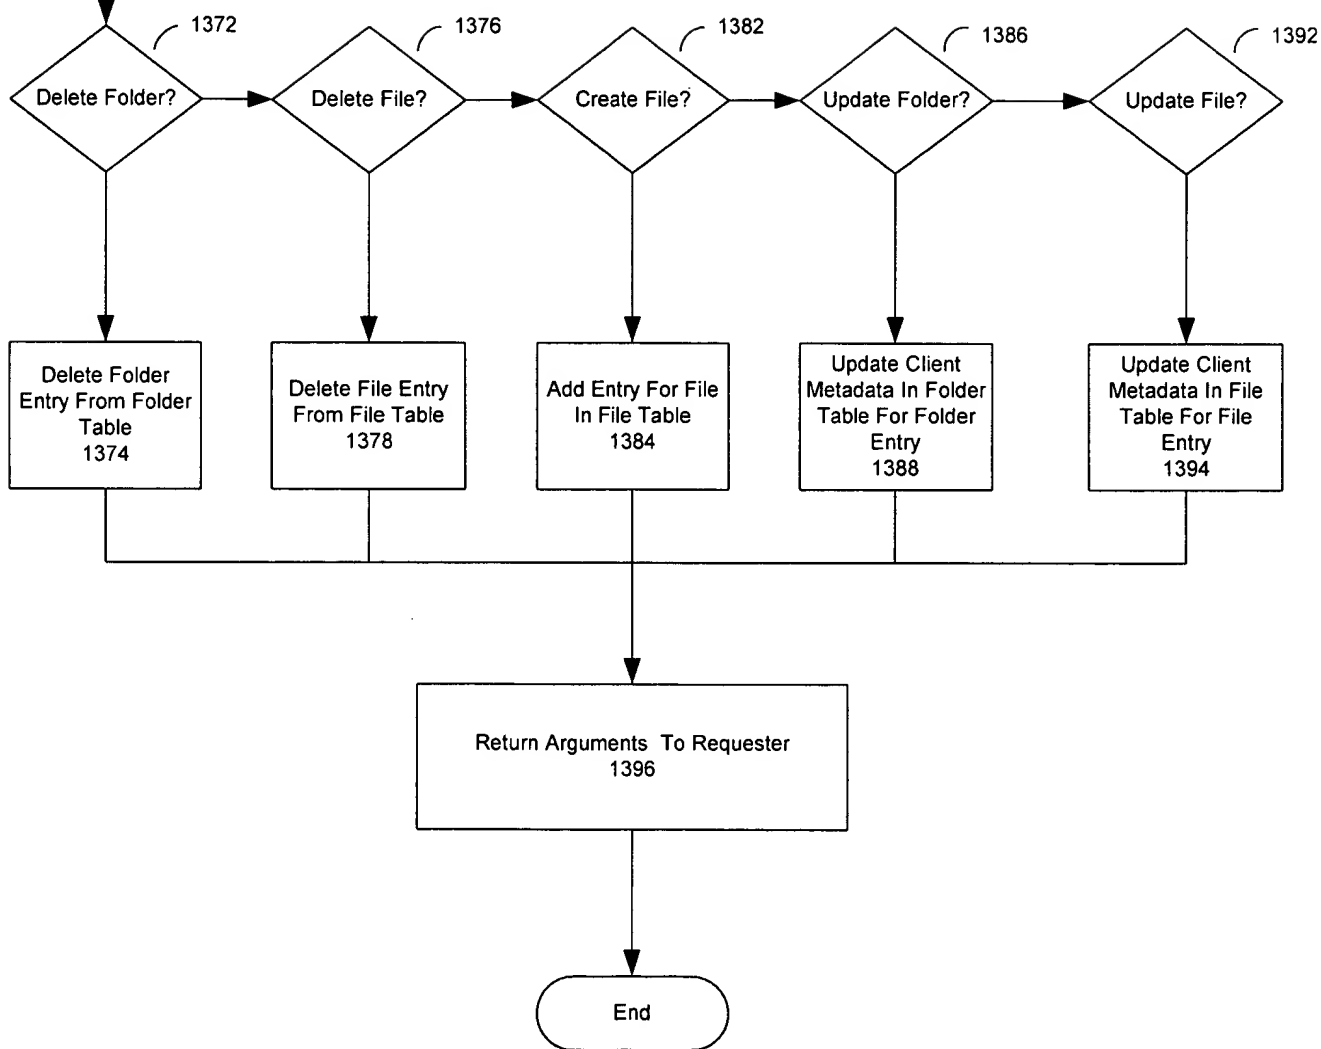 1372
1376
1382
1386
1392
Delete Folder?
Delete File?
Create File?
Update Folder?
Update File?
Delete Folder
Entry From Folder
Table
1374
Delete File Entry
From File Table
1378
Add Entry For File
In File Table
1384
Update Client
Metadata In Folder
Table For Folder
Entry
1388
Update Client
Metadata In File
Table For File
Entry
1394
Return Arguments To Requester
1396
End